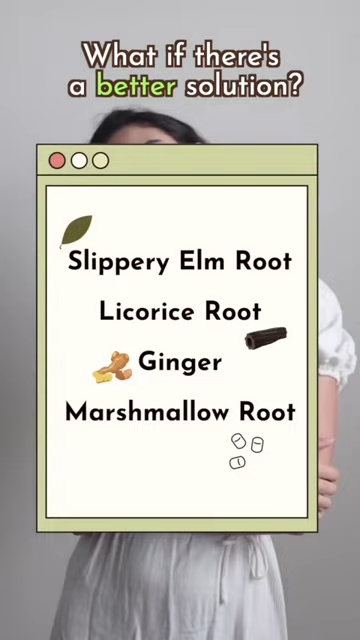 What if there's
a better solution?
Slippery Elm Root
Licorice Root
Ginger
Marshmallow Root